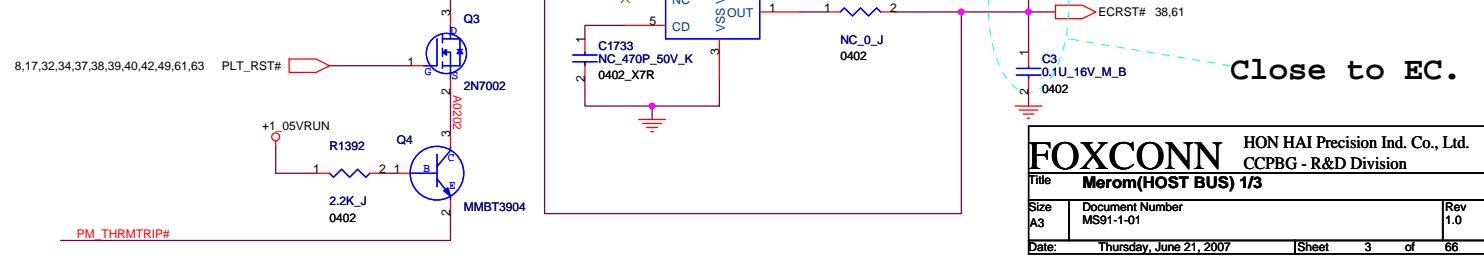 3
Q3
D
G
S
1
2
2N7002
8,17,32,34,37,38,39,40,42,49,61,63 PLT_RST#
A0202
3
+1_05VRUN
R1392
1 2
2.2K_J
0402
Q4
1
B
C
E
2
MMBT3904
PM_THRMTRIP#
NC
5 CD
VSS V
OUT 1
3
1
C1733
NC_470P_50V_K
2
0402_X7R
1 2
NC_0_J
0402
ECRST# 38,61
1
C3
0.1U_16V_M_B
2
0402
Close to EC.
FOXCONN
HON HAI Precision Ind. Co., Ltd.
CCPBG - R&D Division
Title Merom(HOST BUS) 1/3
Size Document Number Rev
A3 MS91-1-01 1.0
Date: Thursday, June 21, 2007 Sheet 3 of 66